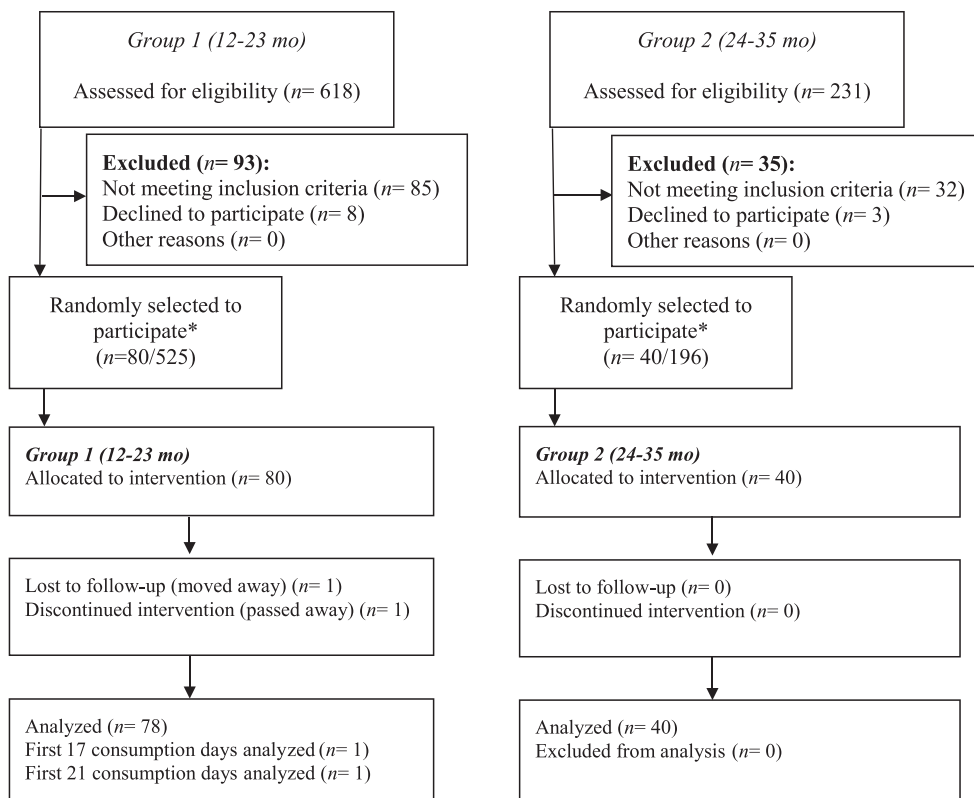 Group 1 (12-23 mo)
Assessed for eligibility (n= 618)
Excluded (n= 93):
Not meeting inclusion criteria (n= 85)
Declined to participate (n= 8)
Other reasons (n= 0)
Randomly selected to
participate*
(n=80/525)
Group 1 (12-23 mo)
Allocated to intervention (n= 80)
Lost to follow-up (moved away) (n= 1)
Discontinued intervention (passed away) (n= 1)
Analyzed (n= 78)
First 17 consumption days analyzed (n= 1)
First 21 consumption days analyzed (n= 1)
Group 2 (24-35 mo)
Assessed for eligibility (n= 231)
Excluded (n= 35):
Not meeting inclusion criteria (n= 32)
Declined to participate (n= 3)
Other reasons (n= 0)
Randomly selected to
participate*
(n= 40/196)
Group 2 (24-35 mo)
Allocated to intervention (n= 40)
Lost to follow-up (n= 0)
Discontinued intervention (n= 0)
Analyzed (n= 40)
Excluded from analysis (n= 0)